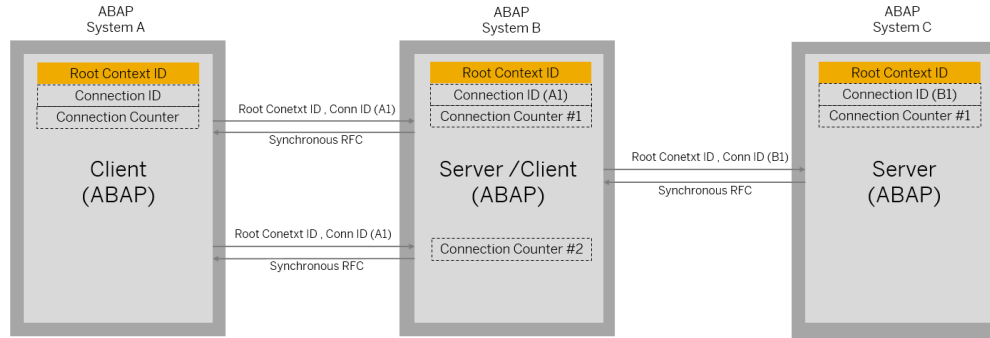 ABAP
System A
ABAP
System B
ABAP
System C
Root Context ID
Connection ID
Connection Counter
Client
(ABAP)
Root Conetxt ID , Conn ID (A1)
Synchronous RFC
Root Conetxt ID , Conn ID (A1)
Synchronous RFC
Root Context ID
Connection ID (A1)
Connection Counter #1
Server /Client
(ABAP)
Connection Counter #2
Root Conetxt ID , Conn ID (B1)
Synchronous RFC
Root Context ID
Connection ID (B1)
Connection Counter #1
Server
(ABAP)